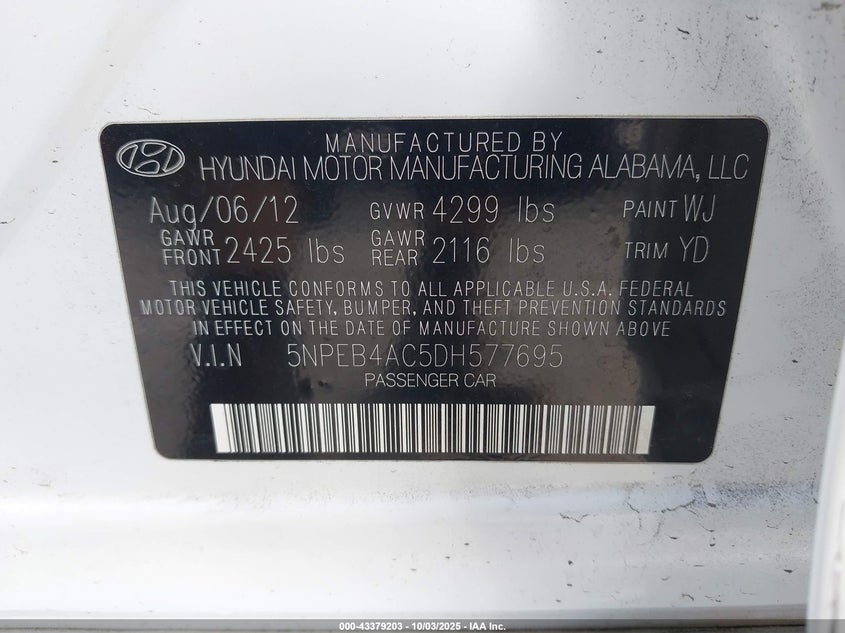 MANUFACTURED BY
HYUNDAI MOTOR MANUFACTURING ALABAMA, LLC
Aug/06/12 GVWR 4299 lbs PAINT WJ
GAWR FRONT 2425 lbs GAWR REAR 2116 lbs TRIM YD
THIS VEHICLE CONFORMS TO ALL APPLICABLE U.S.A. FEDERAL
MOTOR VEHICLE SAFETY, BUMPER, AND THEFT PREVENTION STANDARDS
IN EFFECT ON THE DATE OF MANUFACTURE SHOWN ABOVE.
V.I.N 5NPEB4AC5DH577695
PASSENGER CAR
000-43379203 - 10/03/2025 - IAA Inc.